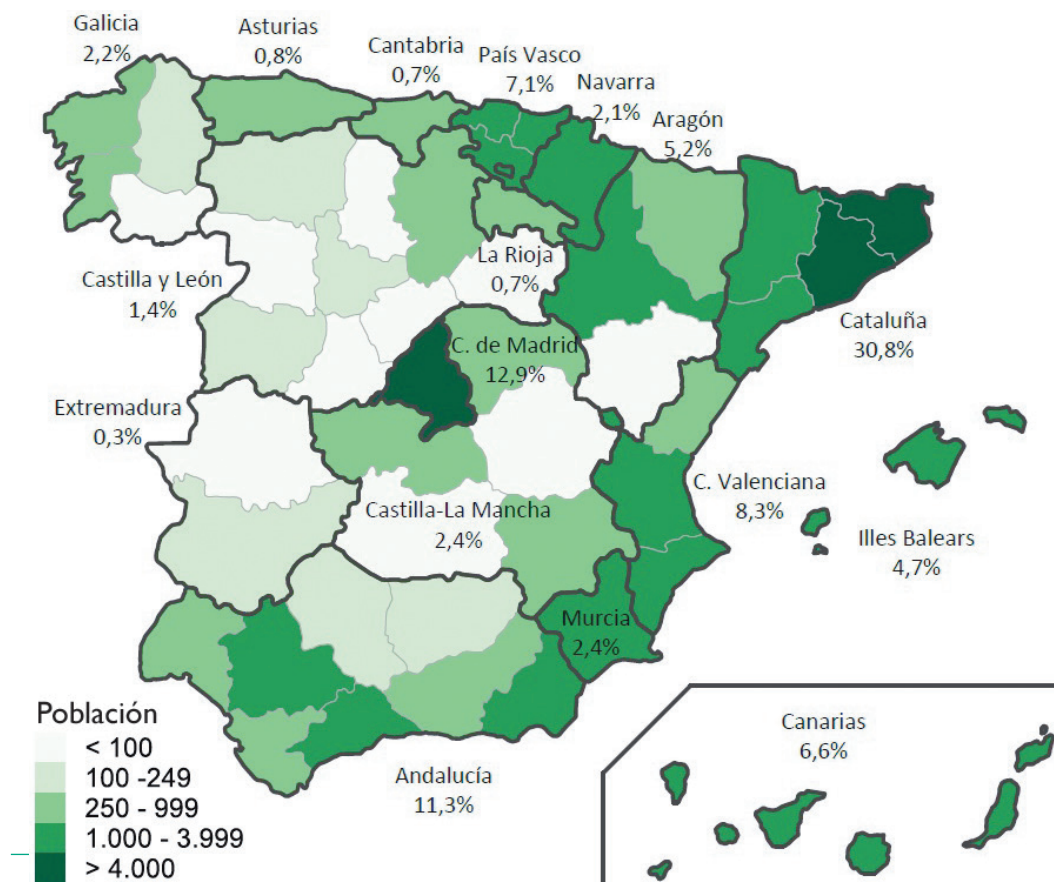 Galicia
2,2%
Asturias
0,8%
Cantabria
0,7%
País Vasco
7,1%
Navarra
2,1%
Aragón
5,2%
La Rioja
0,7%
Castilla y León
1,4%
Cataluña
30,8%
C. de Madrid
12,9%
Extremadura
0,3%
C. Valenciana
8,3%
Castilla-La Mancha
2,4%
Illes Balears
4,7%
Murcia
2,4%
Andalucía
11,3%
Canarias
6,6%
Población
< 100
100 -249
250 - 999
1.000 - 3.999
> 4.000